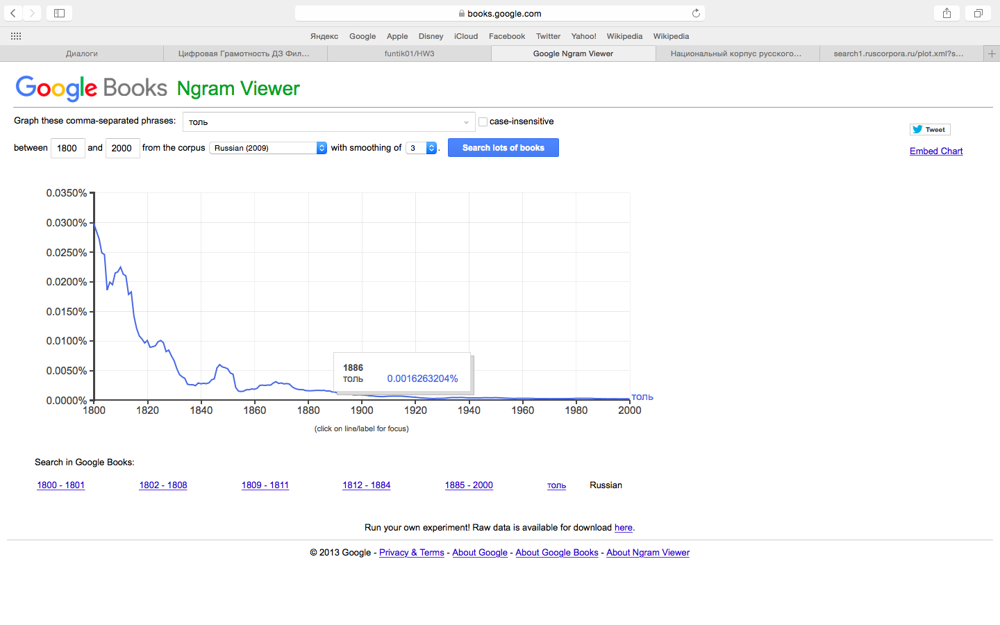 books.google.com
Яндекс Google Apple Disney iCloud Facebook Twitter Yahoo! Wikipedia Wikipedia
Диалоги Цифровая Грамотность ДЗ Фил... funtik01/HW3 Google Ngram Viewer Национальный корпус русского... search1.ruscorpora.ru/plot.xml?s...
Google Books Ngram Viewer
Graph these comma-separated phrases: толь case-insensitive
between 1800 and 2000 from the corpus Russian (2009) with smoothing of 3 . Search lots of books
Tweet
Embed Chart
0.0350%
0.0300%
0.0250%
0.0200%
0.0150%
0.0100%
0.0050%
0.0000%
1886
толь 0.0016263204%
толь
1800 1820 1840 1860 1880 1900 1920 1940 1960 1980 2000
(click on line/label for focus)
Search in Google Books:
1800 - 1801 1802 - 1808 1809 - 1811 1812 - 1884 1885 - 2000 толь Russian
Run your own experiment! Raw data is available for download here.
© 2013 Google - Privacy & Terms - About Google - About Google Books - About Ngram Viewer